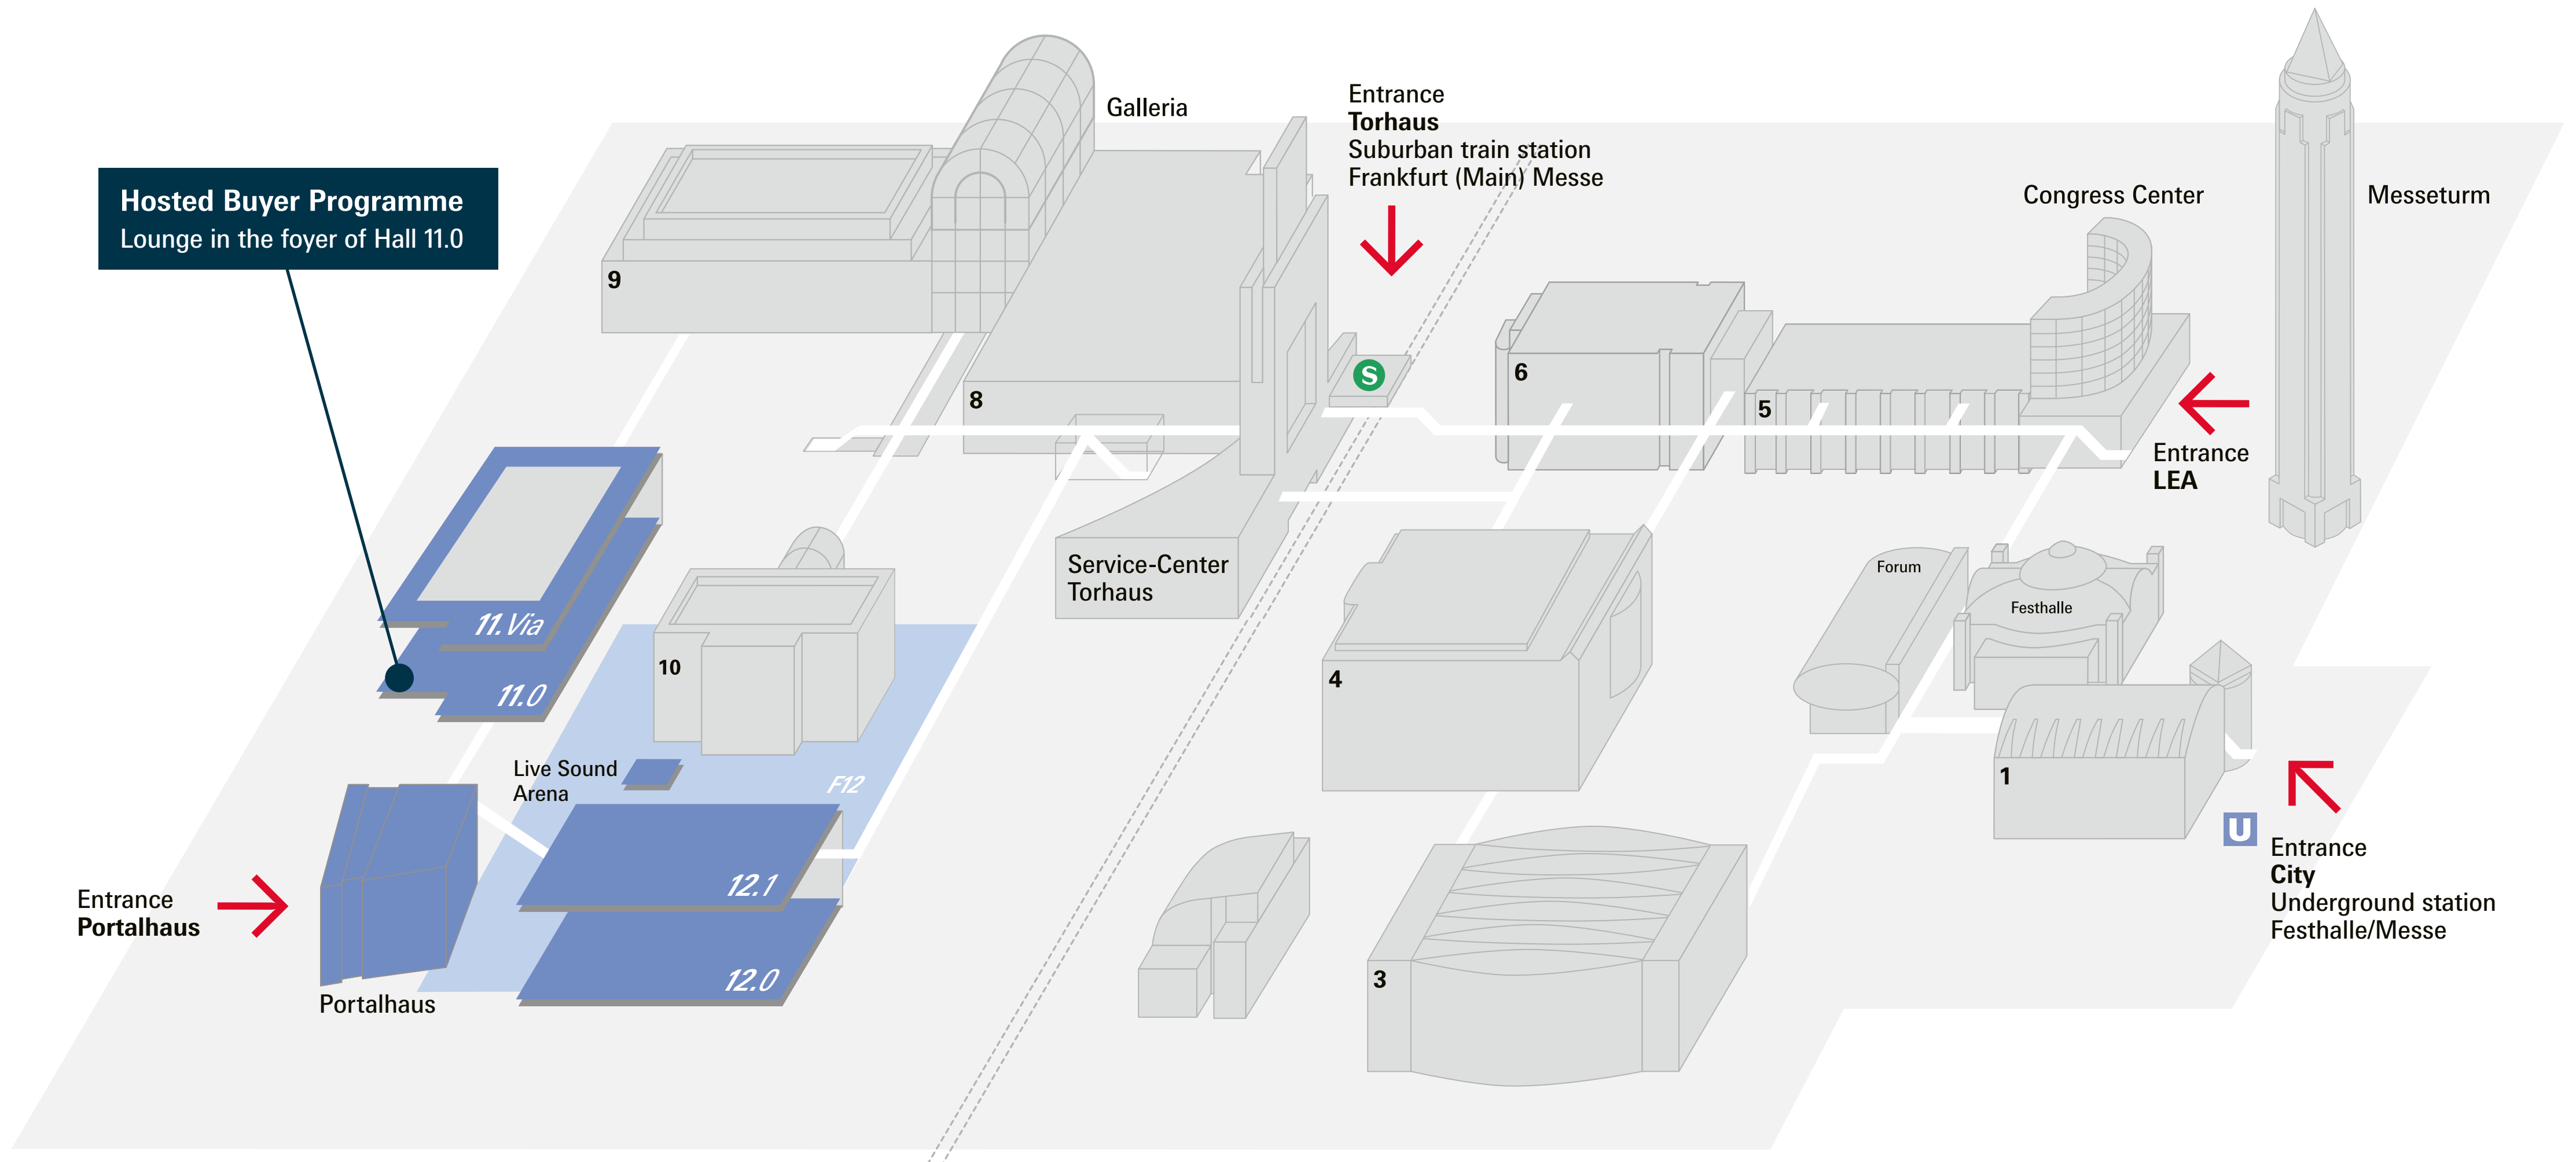 Galleria
Entrance
Torhaus
Suburban train station
Frankfurt (Main) Messe
Hosted Buyer Programme
Lounge in the foyer of Hall 11.0
Congress Center
Messeturm
9
S
6
8
5
Entrance
LEA
Service-Center
Torhaus
Forum
Festhalle
11.Via
10
4
11.0
Live Sound
Arena
F12
1
U
Entrance
City
Underground station
Festhalle/Messe
12.1
Entrance
Portalhaus
12.0
3
Portalhaus